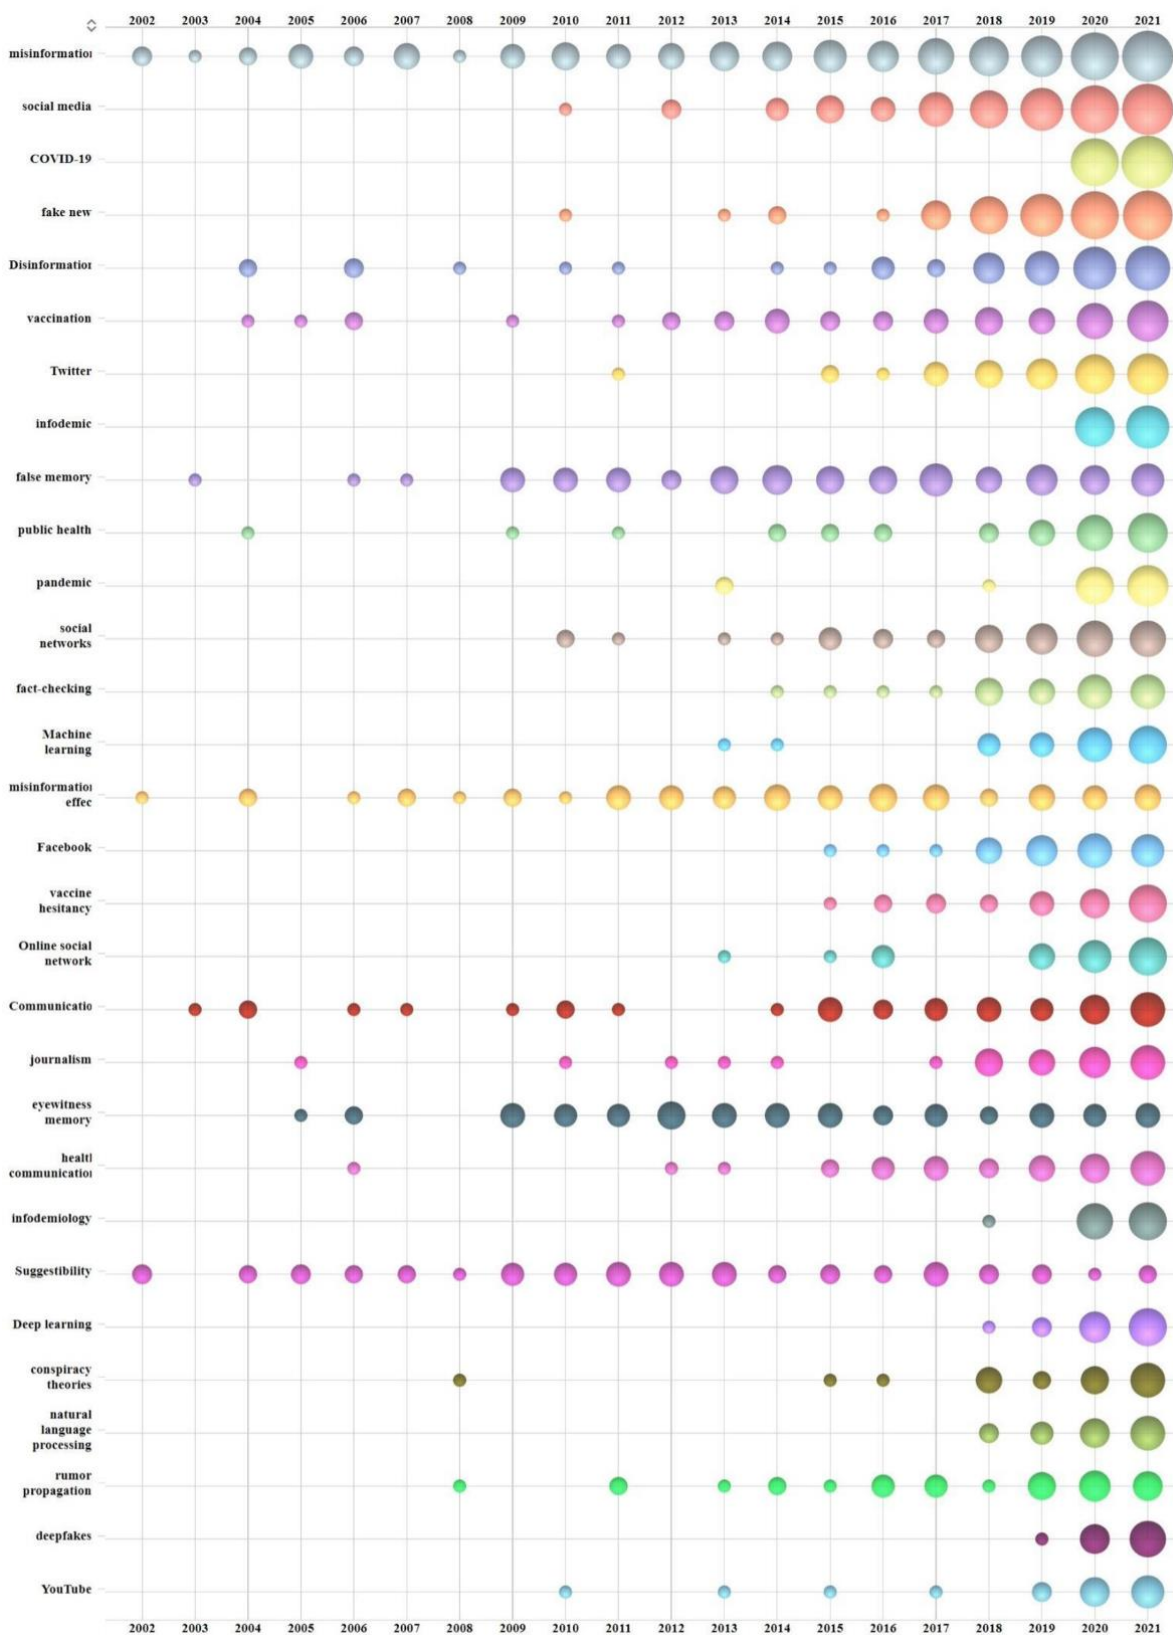 2002 2003 2004 2005 2006 2007 2008 2009 2010 2011 2012 2013 2014 2015 2016 2017 2018 2019 2020 2021
misinformatio
social media
COVID-19
fake new
Disinformation
vaccination
Twitter
infodemic
false memory
public health
pandemic
social
networks
fact-checking
Machine
learning
misinformatio
effec
Facebook
vaccine
hesitancy
Online social
network
Communicatio
journalism
eyewitness
memory
healtl
communication
infodemiology
Suggestibility
Deep learning
conspiracy
theories
natural
language
processing
rumor
propagation
deepfakes
YouTube
2002 2003 2004 2005 2006 2007 2008 2009 2010 2011 2012 2013 2014 2015 2016 2017 2018 2019 2020 2021